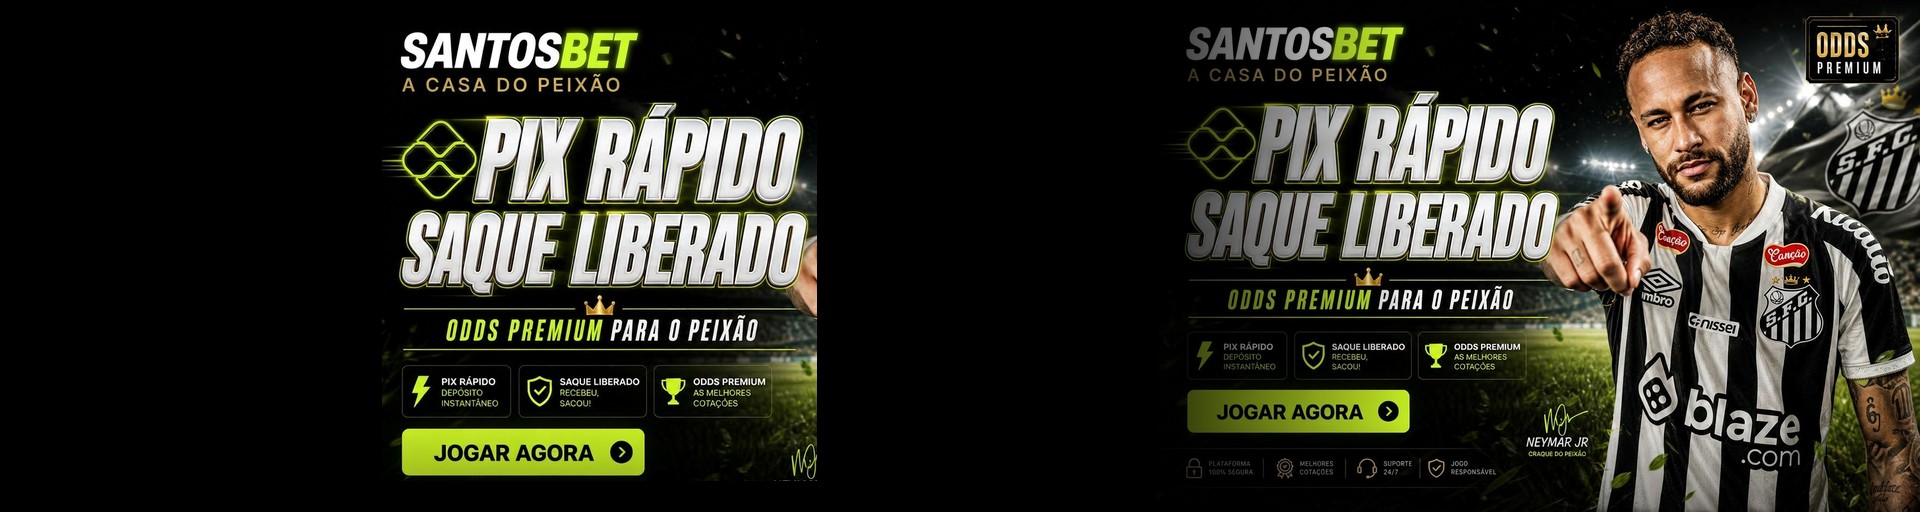 SANTOSBET
A CASA DO PEIXÃO
PIX RÁPIDO
SAQUE LIBERADO
ODDS PREMIUM PARA O PEIXÃO
PIX RÁPIDO
DEPÓSITO
INSTANTÂNEO
SAQUE LIBERADO
RECEBEU,
SACOU!
ODDS PREMIUM
AS MELHORES
COTAÇÕES
JOGAR AGORA
SANTOSBET
A CASA DO PEIXÃO
PIX RÁPIDO
SAQUE LIBERADO
ODDS PREMIUM PARA O PEIXÃO
PIX RÁPIDO
DEPÓSITO
INSTANTÂNEO
SAQUE LIBERADO
RECEBEU,
SACOU!
ODDS PREMIUM
AS MELHORES
COTAÇÕES
JOGAR AGORA
PLATAFORMA
100% SEGURA
MELHORES
COTAÇÕES
SUPORTE
24/7
JOGO
RESPONSÁVEL
NEYMAR JR
CRAQUE DO PEIXÃO
ODDS
PREMIUM
S.F.C.
Kicaldo
Canção
Canção
umbro
nissei
S.F.C.
blaze
.com